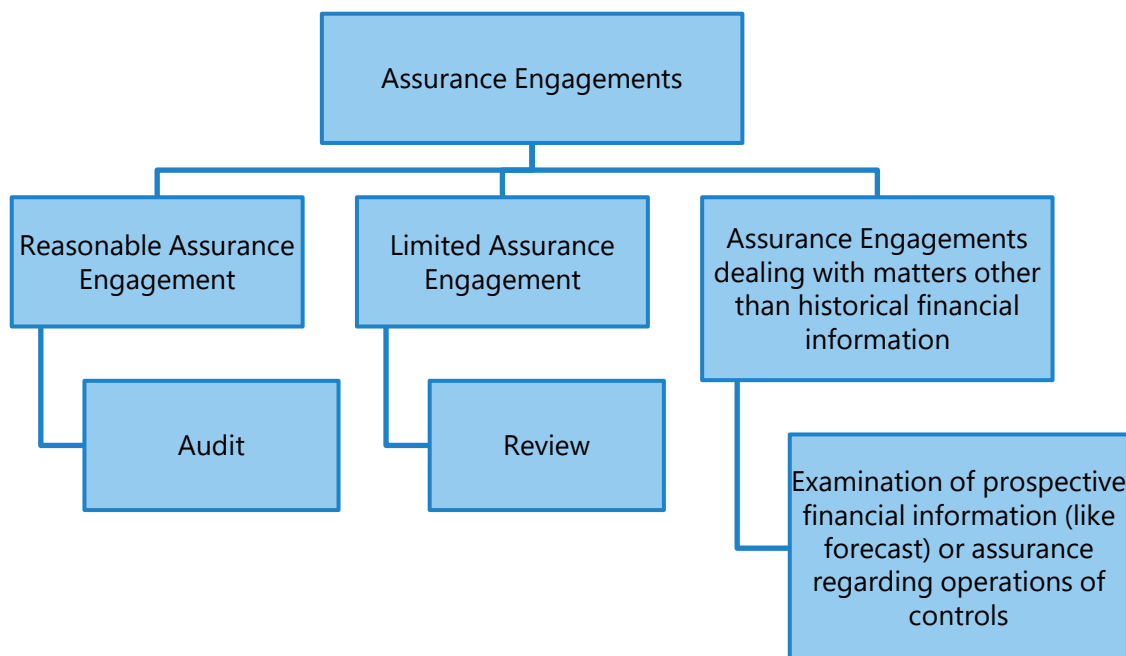 Assurance Engagements
Reasonable Assurance
Engagement
Limited Assurance
Engagement
Assurance Engagements
dealing with matters other
than historical financial
information
Audit
Review
Examination of prospective
financial information (like
forecast) or assurance
regarding operations of
controls